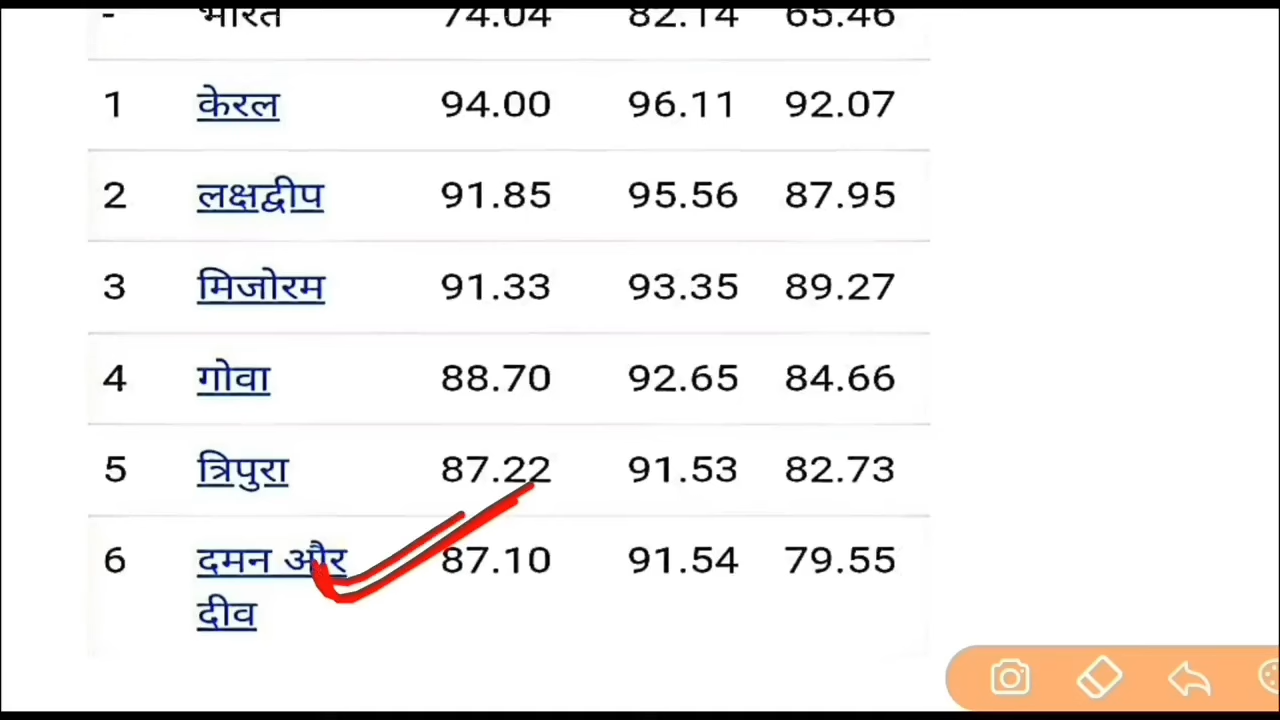 - भारत 74.04 82.14 65.46
1 केरल 94.00 96.11 92.07
2 लक्षद्वीप 91.85 95.56 87.95
3 मिजोरम 91.33 93.35 89.27
4 गोवा 88.70 92.65 84.66
5 त्रिपुरा 87.22 91.53 82.73
6 दमन और 87.10 91.54 79.55
दीव